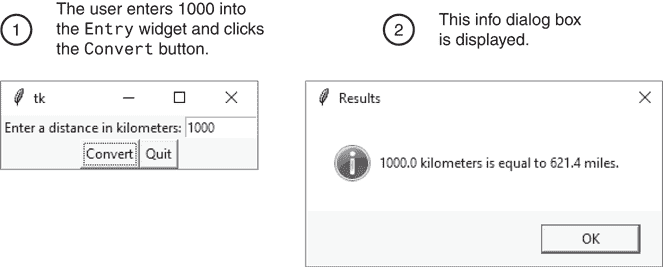 1
The user enters 1000 into
the Entry widget and clicks
the Convert button.
2
This info dialog box
is displayed.
tk
Enter a distance in kilometers: 1000
Convert Quit
Results
1000.0 kilometers is equal to 621.4 miles.
OK